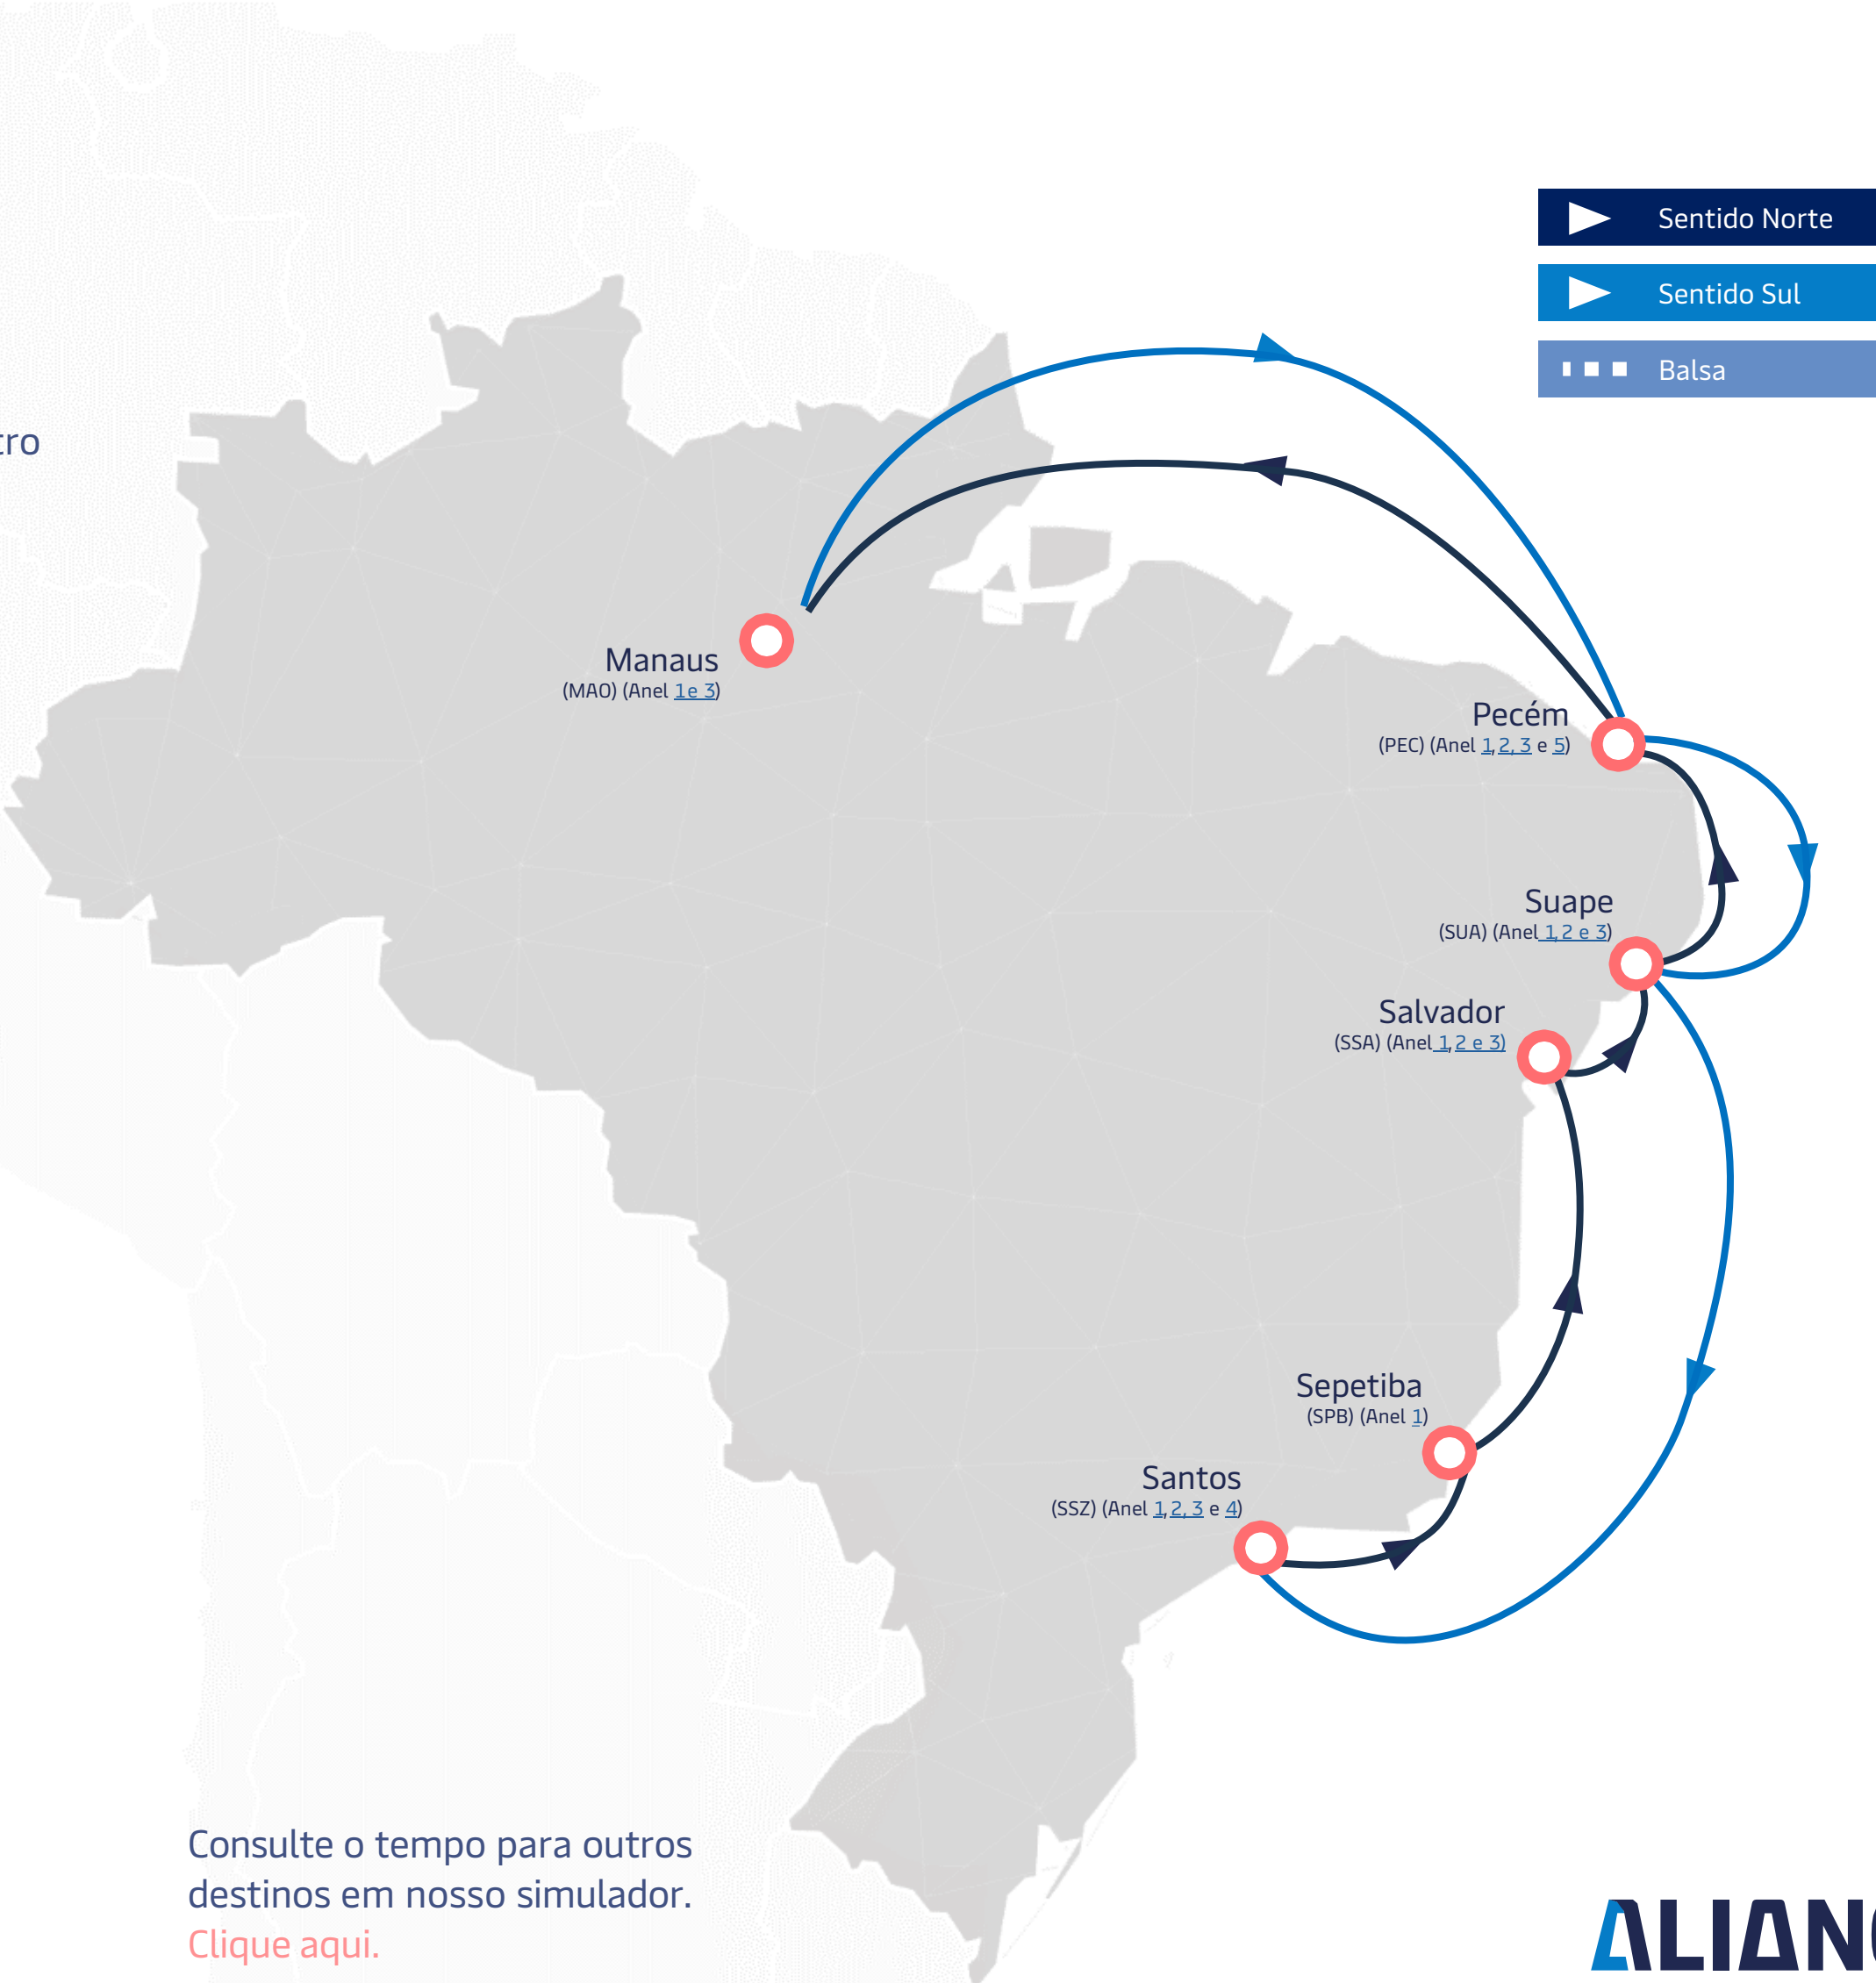 Sentido Norte
Sentido Sul
Balsa
tro
Manaus
(MAO) (Anel 1 e 3)
Pecém
(PEC) (Anel 1, 2, 3 e 5)
Suape
(SUA) (Anel 1, 2 e 3)
Salvador
(SSA) (Anel 1, 2 e 3)
Sepetiba
(SPB) (Anel 1)
Santos
(SSZ) (Anel 1, 2, 3 e 4)
Consulte o tempo para outros
destinos em nosso simulador.
Clique aqui.
ALIANÇ